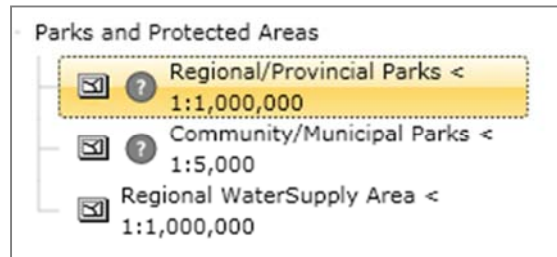 Parks and Protected Areas
? Regional/Provincial Parks <
1:1,000,000
? Community/Municipal Parks <
1:5,000
Regional WaterSupply Area <
1:1,000,000